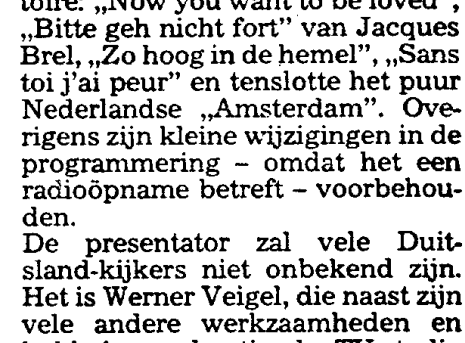 toire: „Now you want to be loved”,
„Bitte geh nicht fort” van Jacques
Brel, „Zo hoog in de hemel”, „Sans
toi j'ai peur” en tenslotte het puur
Nederlandse „Amsterdam”. Ove-
rigens zijn kleine wijzigingen in de
programmering – omdat het een
radioöpname betreft – voorbehou-
den.
De presentator zal vele Duit-
sland-kijkers niet onbekend zijn.
Het is Werner Veigel, die naast zijn
vele andere werkzaamheden en